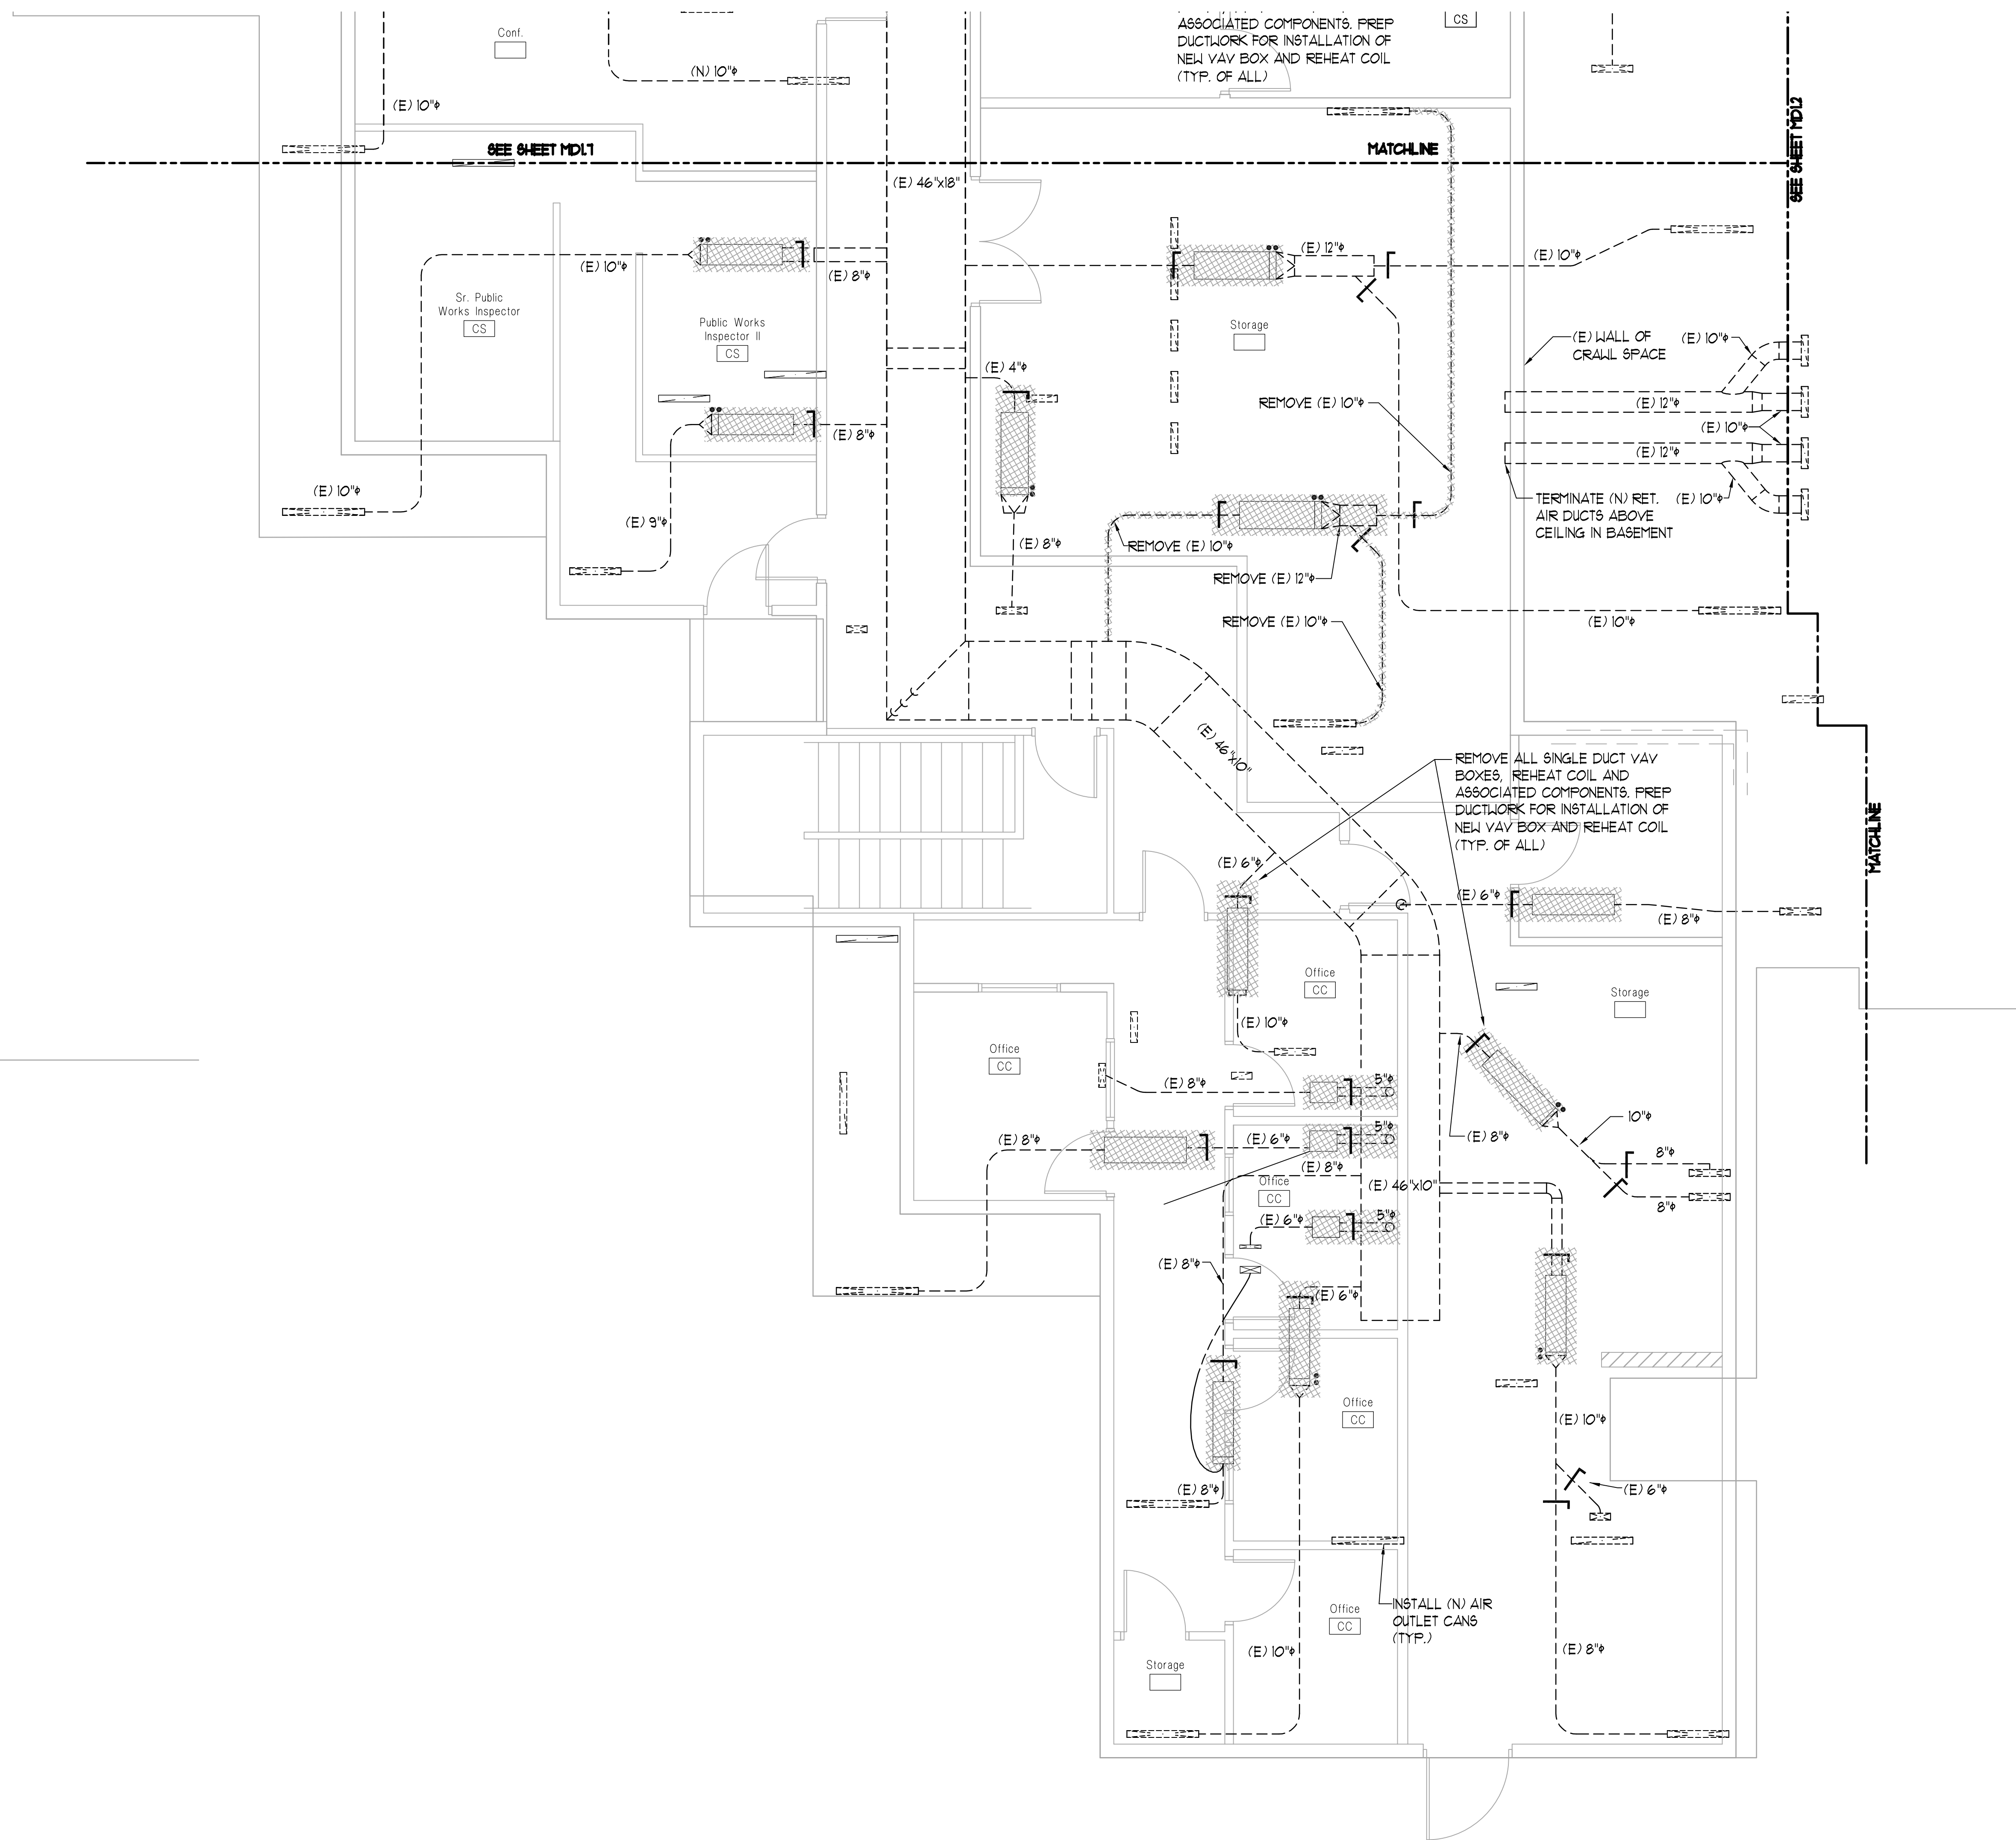 ASSOCIATED COMPONENTS. PREP
DUCTWORK FOR INSTALLATION OF
NEW VAV BOX AND REHEAT COIL
(TYP. OF ALL)
CS
Conf.
(N) 10"ϕ
(E) 10"ϕ
SEE SHEET MD1.1
MATCHLINE
SEE SHEET MD1.2
(E) 46"x18"
(E) 10"ϕ
(E) 8"ϕ
(E) 12"ϕ
(E) 10"ϕ
Sr. Public
Works Inspector
CS
Public Works
Inspector II
CS
Storage
(E) WALL OF
CRAWL SPACE
(E) 10"ϕ
(E) 4"ϕ
REMOVE (E) 10"ϕ
(E) 12"ϕ
(E) 10"ϕ
(E) 8"ϕ
(E) 12"ϕ
(E) 10"ϕ
(E) 9"ϕ
TERMINATE (N) RET.
AIR DUCTS ABOVE
CEILING IN BASEMENT
(E) 10"ϕ
(E) 8"ϕ
REMOVE (E) 10"ϕ
REMOVE (E) 12"ϕ
REMOVE (E) 10"ϕ
(E) 10"ϕ
(E) 46"x10"
REMOVE ALL SINGLE DUCT VAV
BOXES, REHEAT COIL AND
ASSOCIATED COMPONENTS. PREP
DUCTWORK FOR INSTALLATION OF
NEW VAV BOX AND REHEAT COIL
(TYP. OF ALL)
MATCHLINE
(E) 6"ϕ
(E) 6"ϕ
(E) 8"ϕ
Office
CC
Storage
(E) 10"ϕ
Office
CC
(E) 8"ϕ
5"ϕ
10"ϕ
(E) 8"ϕ
(E) 6"ϕ
5"ϕ
(E) 8"ϕ
8"ϕ
(E) 8"ϕ
Office
CC
(E) 46"x10"
8"ϕ
(E) 6"ϕ
5"ϕ
(E) 8"ϕ
(E) 6"ϕ
Office
CC
(E) 10"ϕ
(E) 8"ϕ
(E) 6"ϕ
INSTALL (N) AIR
OUTLET CANS
(TYP.)
Office
CC
(E) 10"ϕ
(E) 8"ϕ
Storage